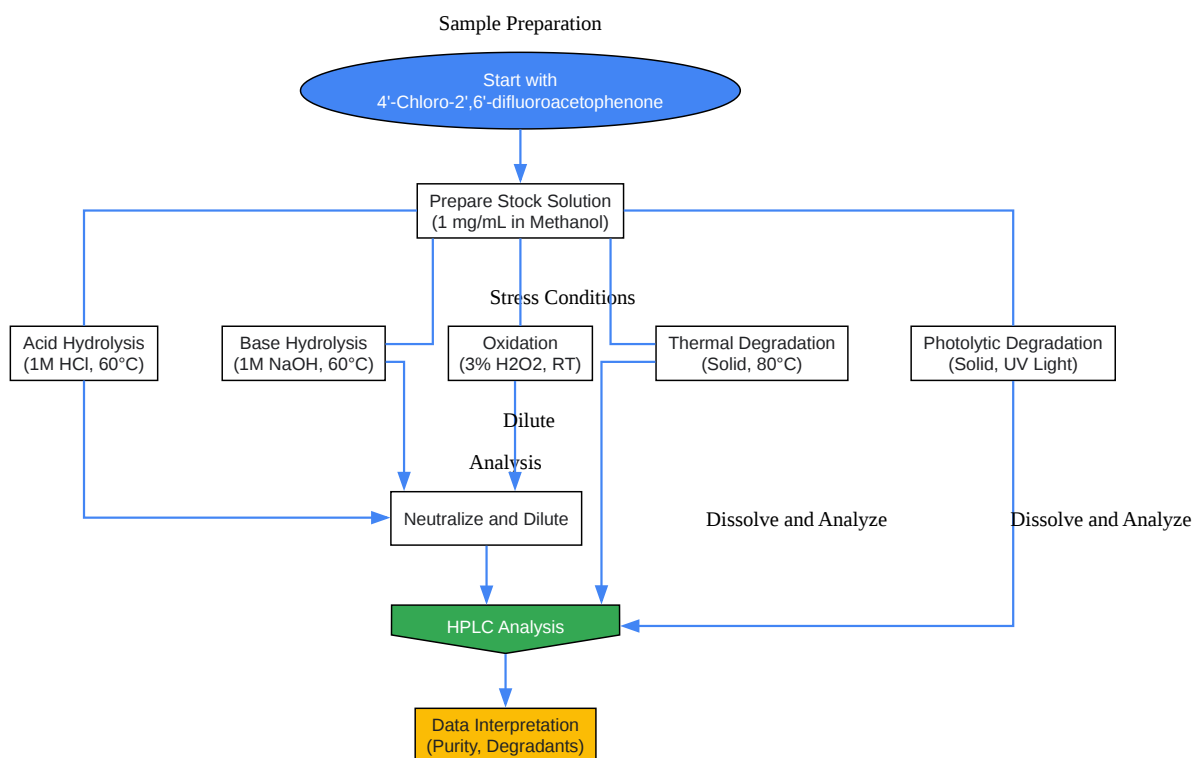 Sample Preparation
Start with
4'-Chloro-2',6'-difluoroacetophenone
Prepare Stock Solution
(1 mg/mL in Methanol)
Stress Conditions
Acid Hydrolysis
(1M HCl, 60°C)
Base Hydrolysis
(1M NaOH, 60°C)
Oxidation
(3% H2O2, RT)
Thermal Degradation
(Solid, 80°C)
Photolytic Degradation
(Solid, UV Light)
Dilute
Analysis
Neutralize and Dilute
Dissolve and Analyze
Dissolve and Analyze
HPLC Analysis
Data Interpretation
(Purity, Degradants)